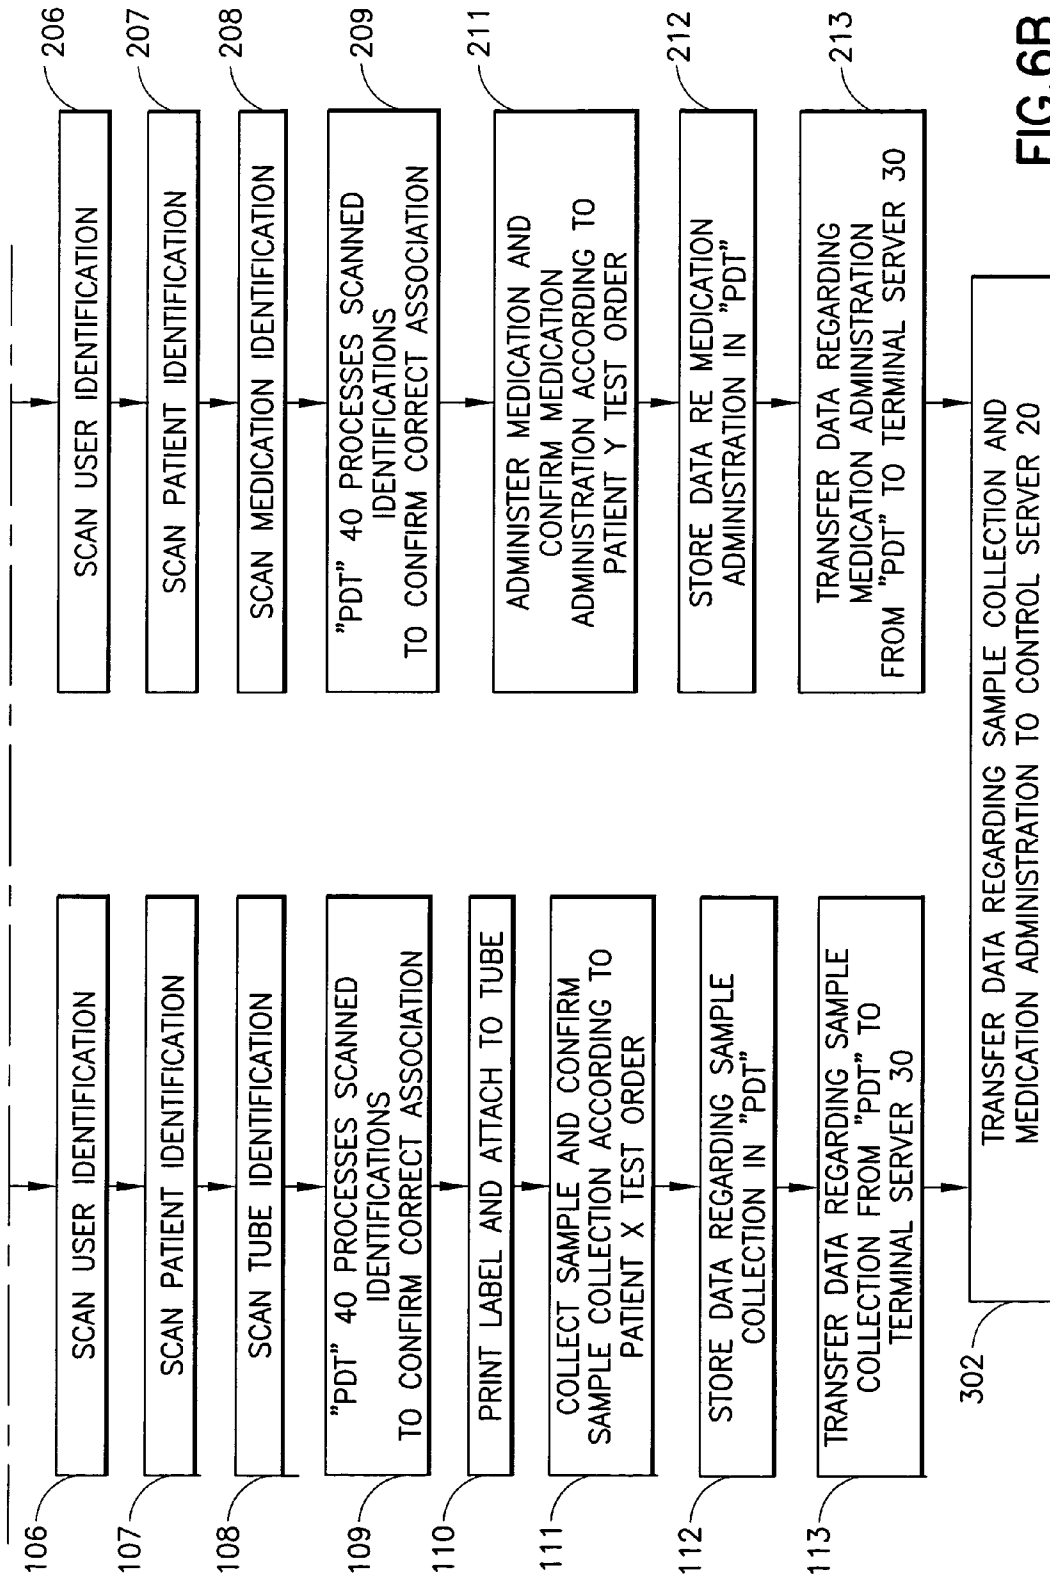 106
SCAN USER IDENTIFICATION
107
SCAN PATIENT IDENTIFICATION
108
SCAN TUBE IDENTIFICATION
109
"PDT" 40 PROCESSES SCANNED
IDENTIFICATIONS
TO CONFIRM CORRECT ASSOCIATION
110
PRINT LABEL AND ATTACH TO TUBE
111
COLLECT SAMPLE AND CONFIRM
SAMPLE COLLECTION ACCORDING TO
PATIENT X TEST ORDER
112
STORE DATA REGARDING SAMPLE
COLLECTION IN "PDT"
113
TRANSFER DATA REGARDING SAMPLE
COLLECTION FROM "PDT" TO
TERMINAL SERVER 30
206
SCAN USER IDENTIFICATION
207
SCAN PATIENT IDENTIFICATION
208
SCAN MEDICATION IDENTIFICATION
209
"PDT" 40 PROCESSES SCANNED
IDENTIFICATIONS
TO CONFIRM CORRECT ASSOCIATION
211
ADMINISTER MEDICATION AND
CONFIRM MEDICATION
ADMINISTRATION ACCORDING TO
PATIENT Y TEST ORDER
212
STORE DATA RE MEDICATION
ADMINISTRATION IN "PDT"
213
TRANSFER DATA REGARDING
MEDICATION ADMINISTRATION
FROM "PDT" TO TERMINAL SERVER 30
302
TRANSFER DATA REGARDING SAMPLE COLLECTION AND
MEDICATION ADMINISTRATION TO CONTROL SERVER 20
FIG.6B